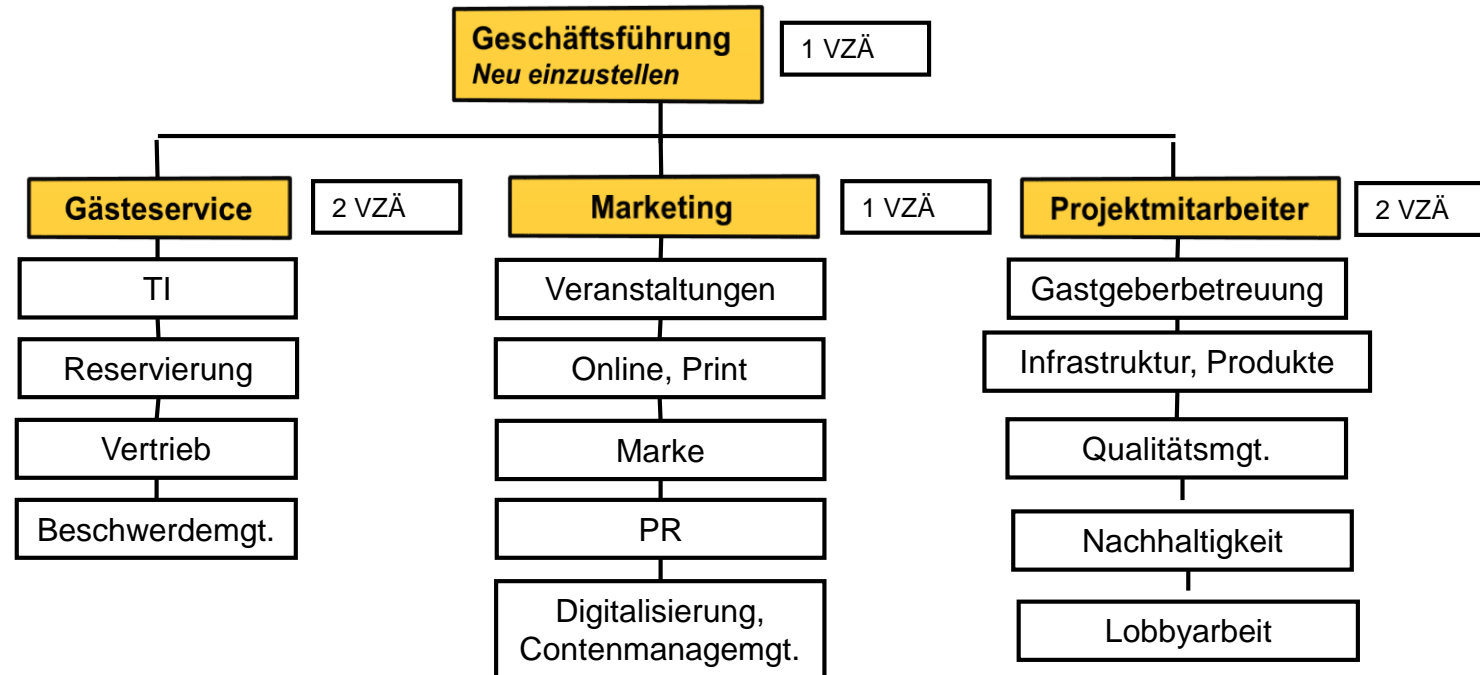 Geschäftsführung
Neu einzustellen
1 VZÄ
Gästeservice
2 VZÄ
Marketing
1 VZÄ
Projektmitarbeiter
2 VZÄ
TI
Reservierung
Vertrieb
Beschwerdemgt.
Veranstaltungen
Online, Print
Marke
PR
Digitalisierung,
Contenmanagemgt.
Gastgeberbetreuung
Infrastruktur, Produkte
Qualitätsmgt.
Nachhaltigkeit
Lobbyarbeit